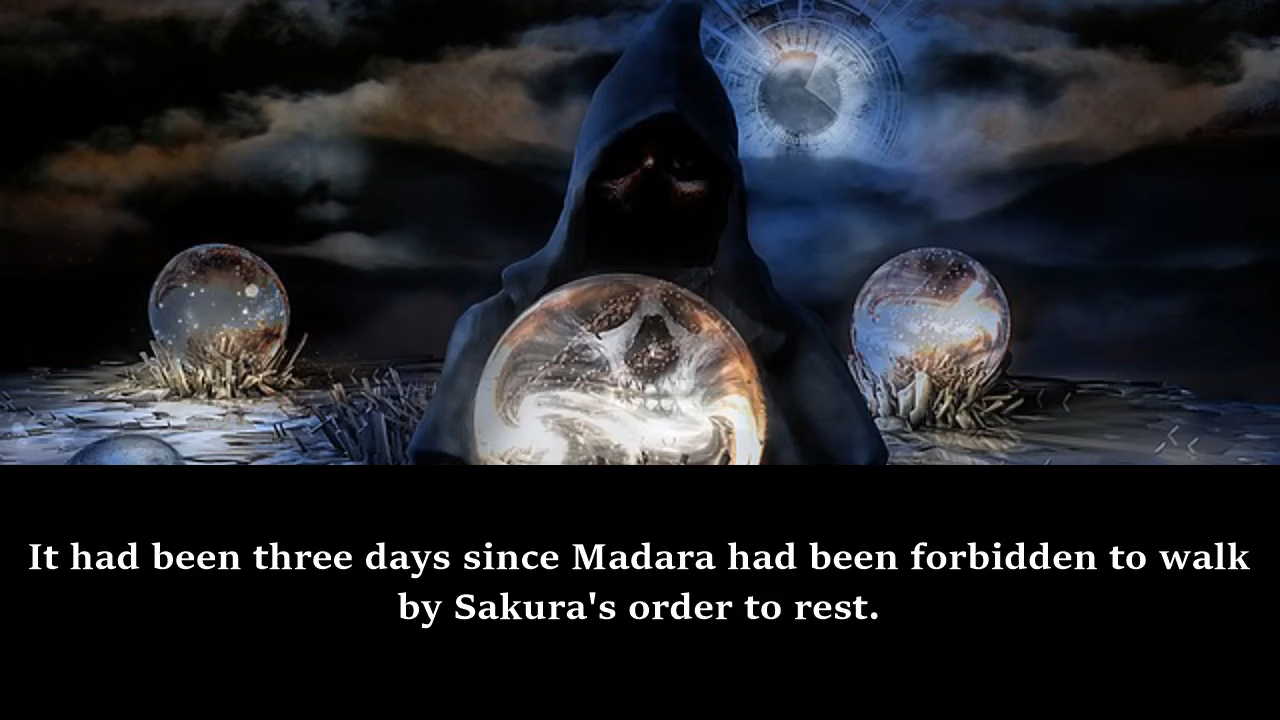 It had been three days since Madara had been forbidden to walk
by Sakura's order to rest.